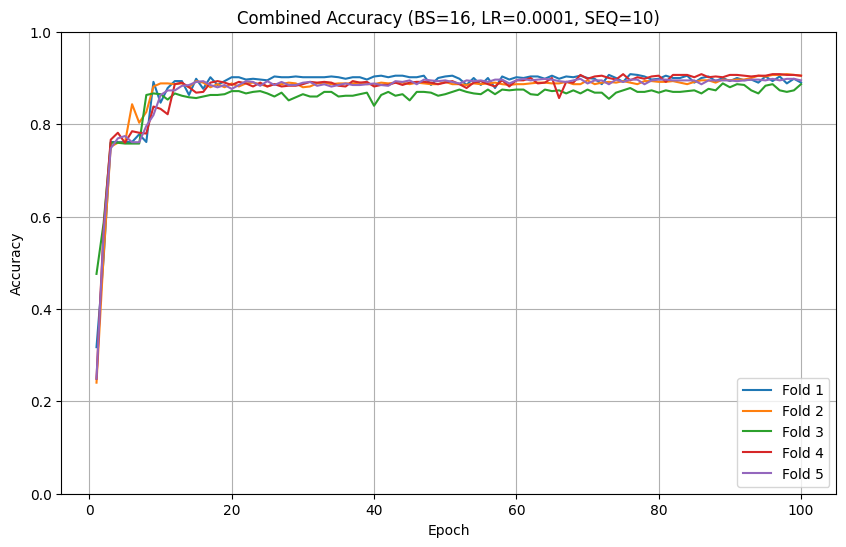 Combined Accuracy (BS=16, LR=0.0001, SEQ=10)
1.0
0.8
0.6
0.4
0.2
0.0
Accuracy
0
20
40
60
80
100
Epoch
Fold 1
Fold 2
Fold 3
Fold 4
Fold 5